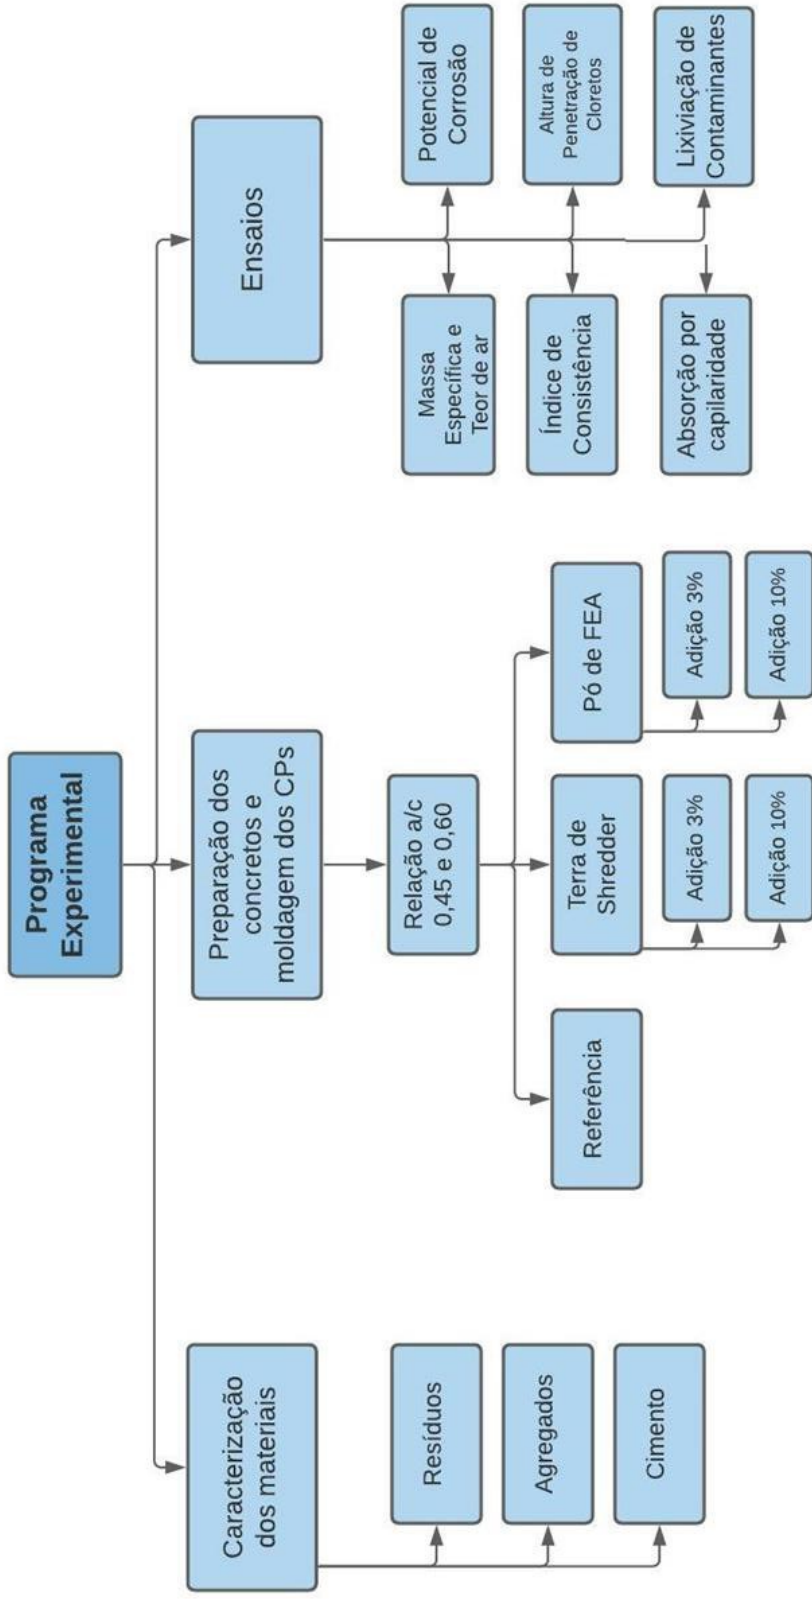 Programa
Experimental
Caracterização
dos materiais
Resíduos
Agregados
Cimento
Preparação dos
concretos e
moldagem dos CPs
Relação a/c
0,45 e 0,60
Referência
Terra de
Shredder
Adição 3%
Adição 10%
Pó de FEA
Adição 3%
Adição 10%
Ensaios
Massa
Específica e
Teor de ar
Potencial de
Corrosão
Índice de
Consistência
Altura de
Penetração de
Cloretos
Absorção por
capilaridade
Lixiviação de
Contaminantes